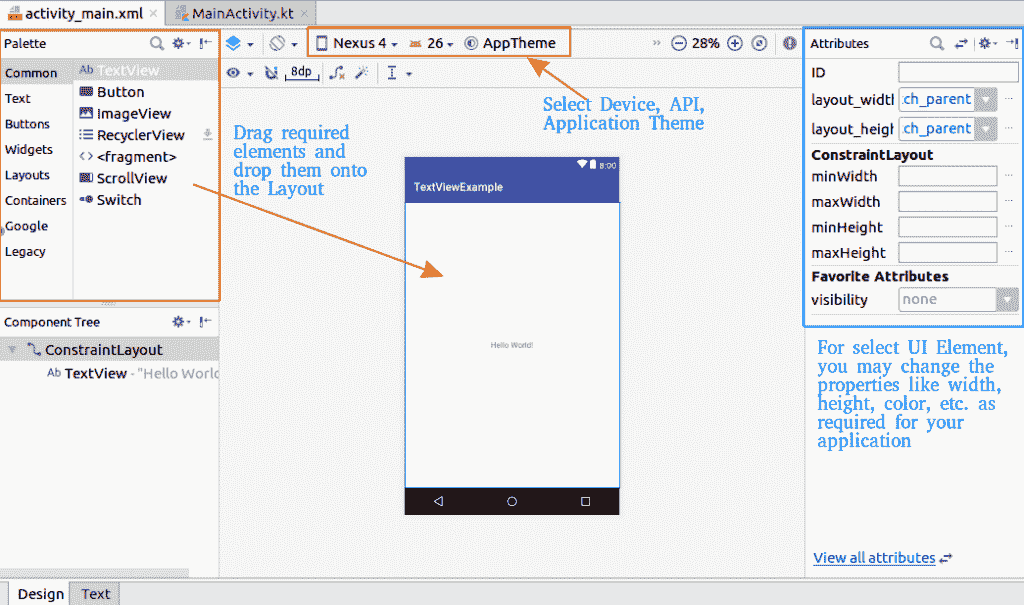 activity_main.xml
MainActivity.kt
Palette
Nexus 4
26
AppTheme
28%
Attributes
Common
Text
Buttons
Widgets
Layouts
Containers
Google
Legacy
Ab TextView
Button
ImageView
RecyclerView
<fragment>
ScrollView
Switch
8dp
Select Device, API,
Application Theme
Drag required
elements and
drop them onto
the Layout
8:00
TextViewExample
Hello World!
ID
layout_width ch_parent
layout_heigh ch_parent
ConstraintLayout
minWidth
maxWidth
minHeight
maxHeight
Favorite Attributes
visibility none
Component Tree
ConstraintLayout
Ab TextView - "Hello World
For select UI Element,
you may change the
properties like width,
height, color, etc. as
required for your
application
View all attributes
Design
Text